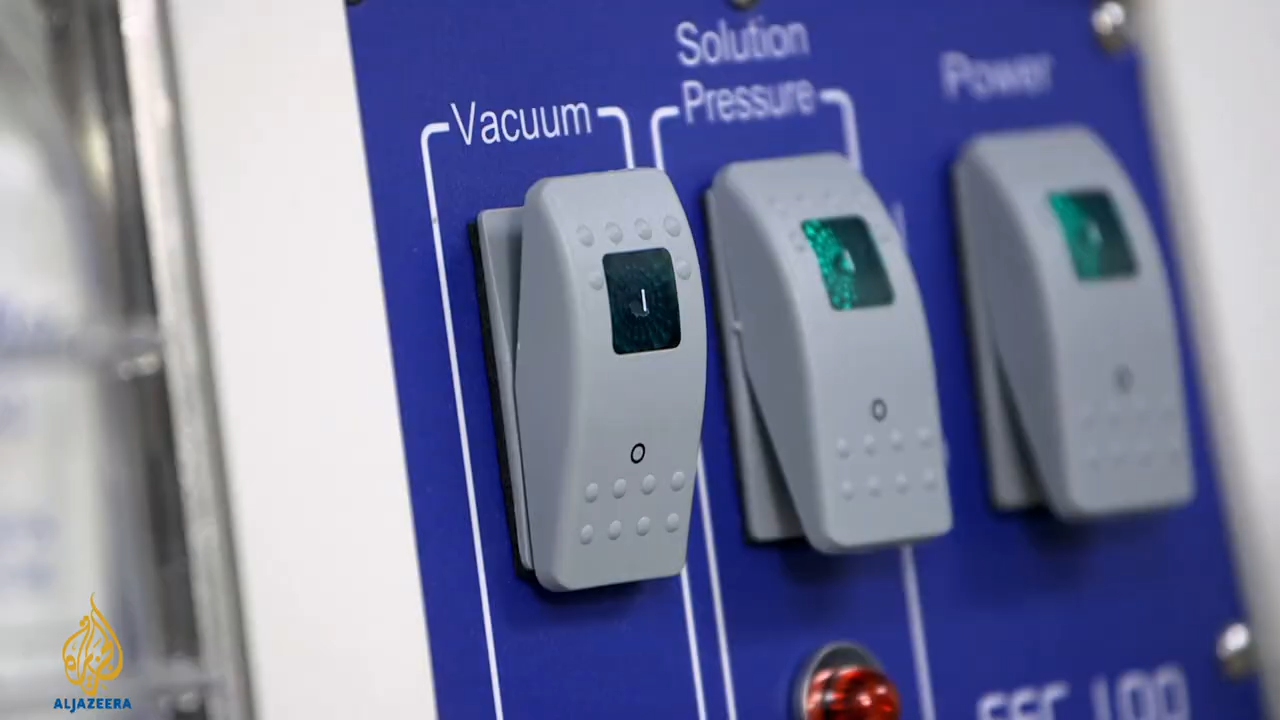 Solution
Pressure
Power
Vacuum
I
O
O
O
ALJAZEERA